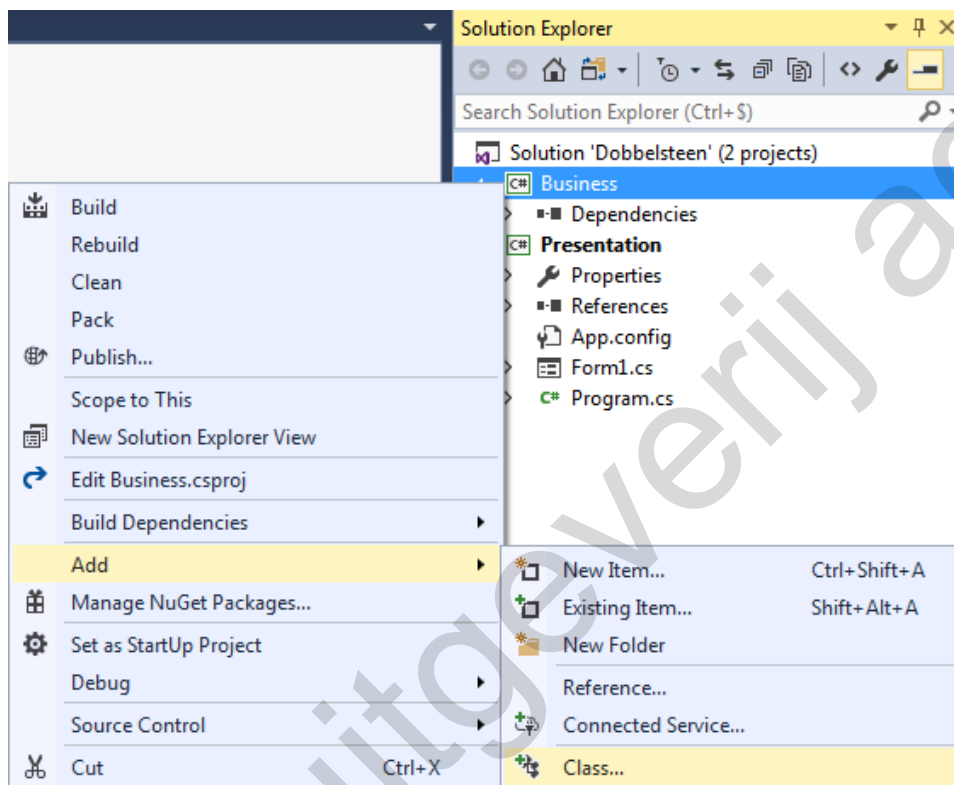 Solution Explorer
Search Solution Explorer (Ctrl+$)
Solution 'Dobbelsteen' (2 projects)
C# Business
Dependencies
C# Presentation
Properties
References
App.config
Form1.cs
C# Program.cs
Build
Rebuild
Clean
Pack
Publish...
Scope to This
New Solution Explorer View
Edit Business.csproj
Build Dependencies
Add
Manage NuGet Packages...
Set as StartUp Project
Debug
Source Control
Cut Ctrl+X
New Item... Ctrl+Shift+A
Existing Item... Shift+Alt+A
New Folder
Reference...
Connected Service...
Class...
uitgeverij a